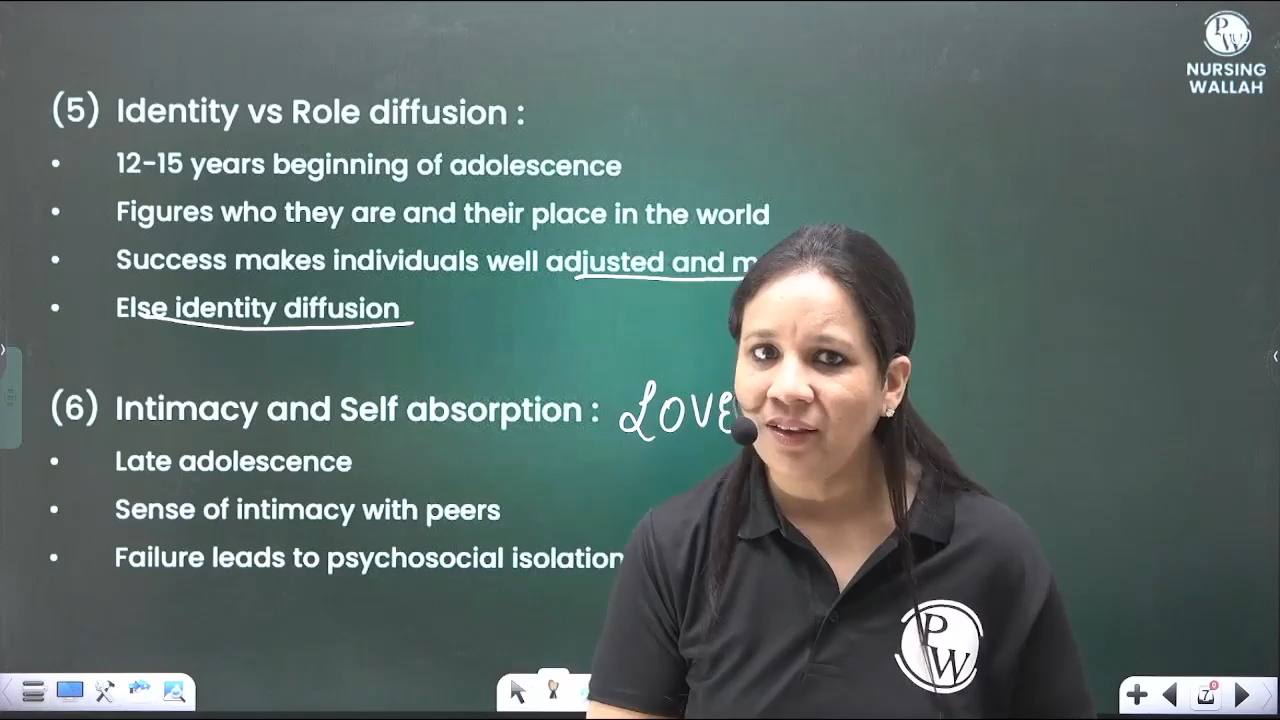 NURSING
WALLAH
(5) Identity vs Role diffusion :
• 12-15 years beginning of adolescence
• Figures who they are and their place in the world
• Success makes individuals well adjusted and m
• Else identity diffusion
(6) Intimacy and Self absorption : LOVE
• Late adolescence
• Sense of intimacy with peers
• Failure leads to psychosocial isolation
PW
7